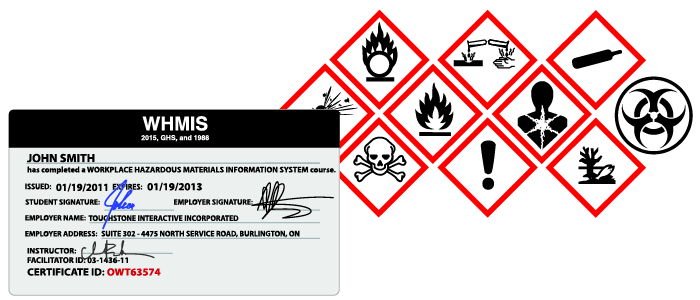 WHMIS
2015, GHS, and 1988
JOHN SMITH
has completed a WORKPLACE HAZARDOUS MATERIALS INFORMATION SYSTEM course.
ISSUED: 01/19/2011 EXPIRES: 01/19/2013
STUDENT SIGNATURE: EMPLOYER SIGNATURE:
EMPLOYER NAME: TOUCHSTONE INTERACTIVE INCORPORATED
EMPLOYER ADDRESS: SUITE 302 - 4475 NORTH SERVICE ROAD, BURLINGTON, ON
INSTRUCTOR:
FACILITATOR ID: 03-1436-11
CERTIFICATE ID: OWT63574